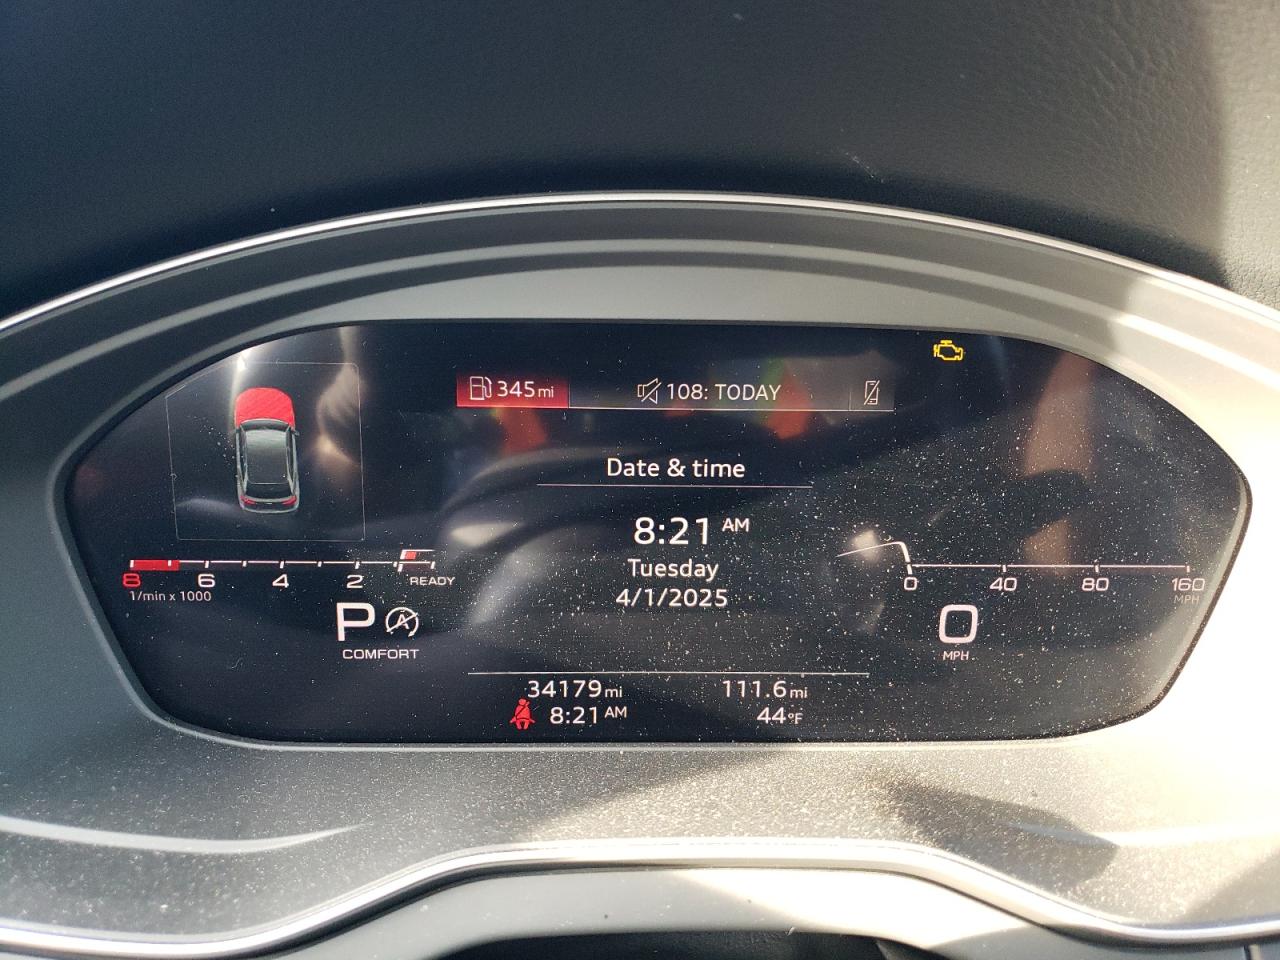 345mi
108: TODAY
Date & time
8:21 AM
Tuesday
4/1/2025
8 6 4 2 READY
1/min x 1000
P A
COMFORT
0 40 80 160
MPH
0
MPH
34179mi 111.6mi
8:21 AM 44°F